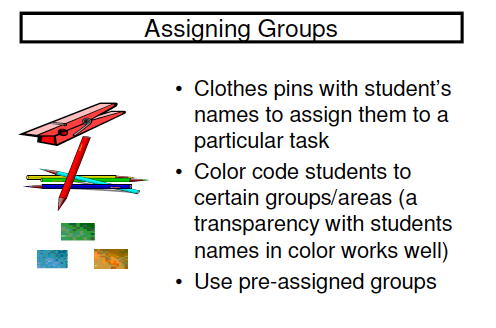 Assigning Groups
• Clothes pins with student's
names to assign them to a
particular task
• Color code students to
certain groups/areas (a
transparency with students
names in color works well)
• Use pre-assigned groups